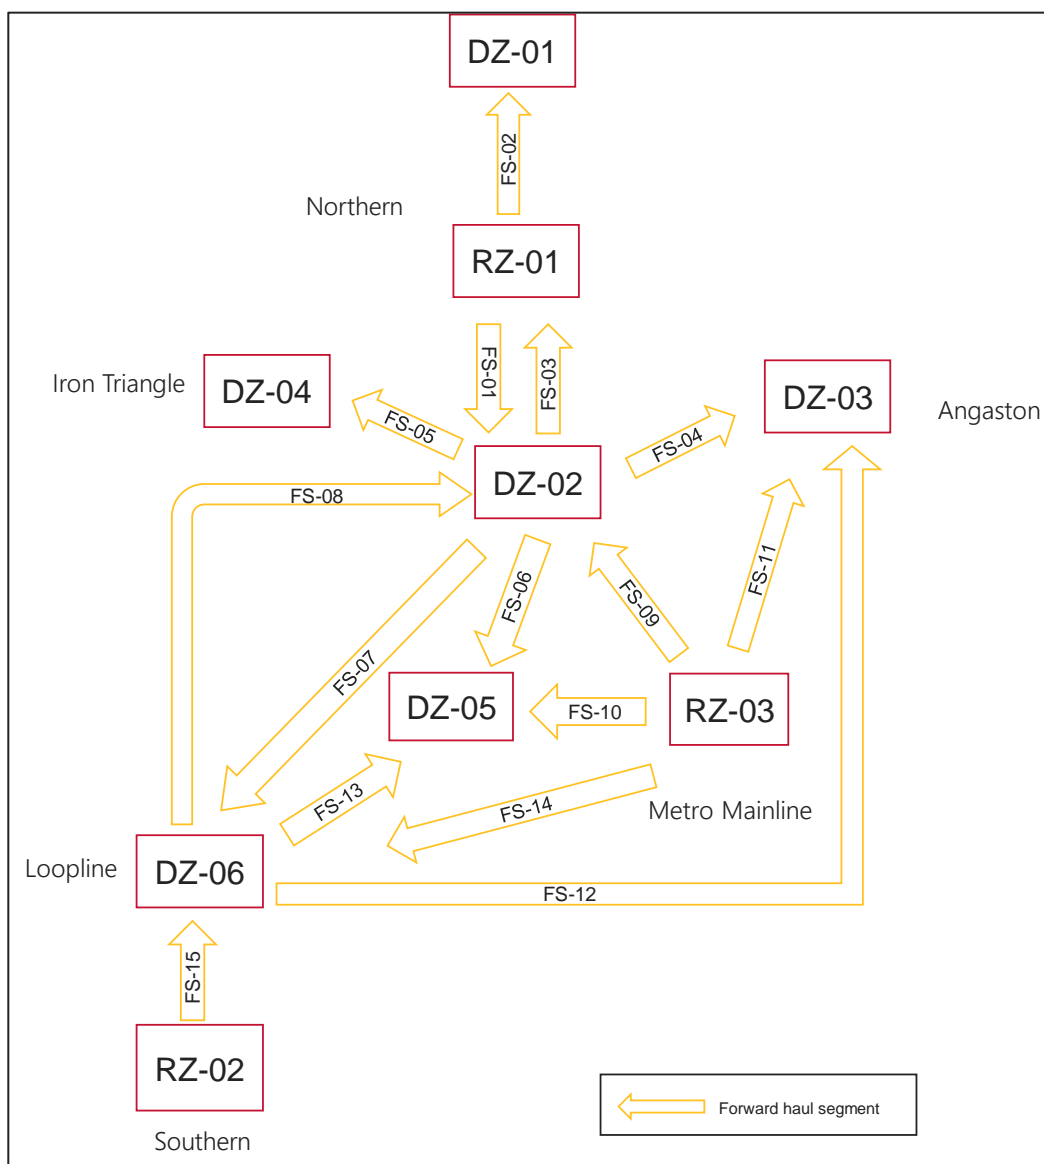 DZ-01
FS-02
Northern
RZ-01
FS-01
FS-03
Iron Triangle
DZ-04
DZ-03
Angaston
FS-05
FS-04
DZ-02
FS-08
FS-11
FS-06
FS-09
FS-07
DZ-05
FS-10
RZ-03
FS-13
FS-14
Metro Mainline
Loopline
DZ-06
FS-12
FS-15
RZ-02
Southern
Forward haul segment